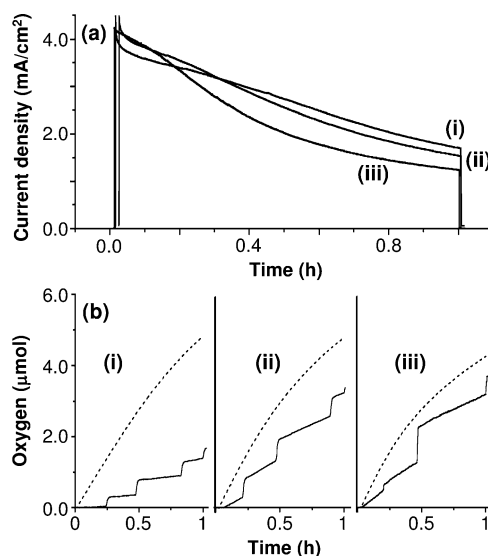 (a)
Current density (mA/cm²)
4.0
2.0
0.0
(i)
(ii)
(iii)
0.0 0.4 0.8
Time (h)
(b)
Oxygen (μmol)
6.0
4.0
2.0
0.0
(i) (ii) (iii)
0 0.5 1 0.5 1 0.5 1
Time (h)